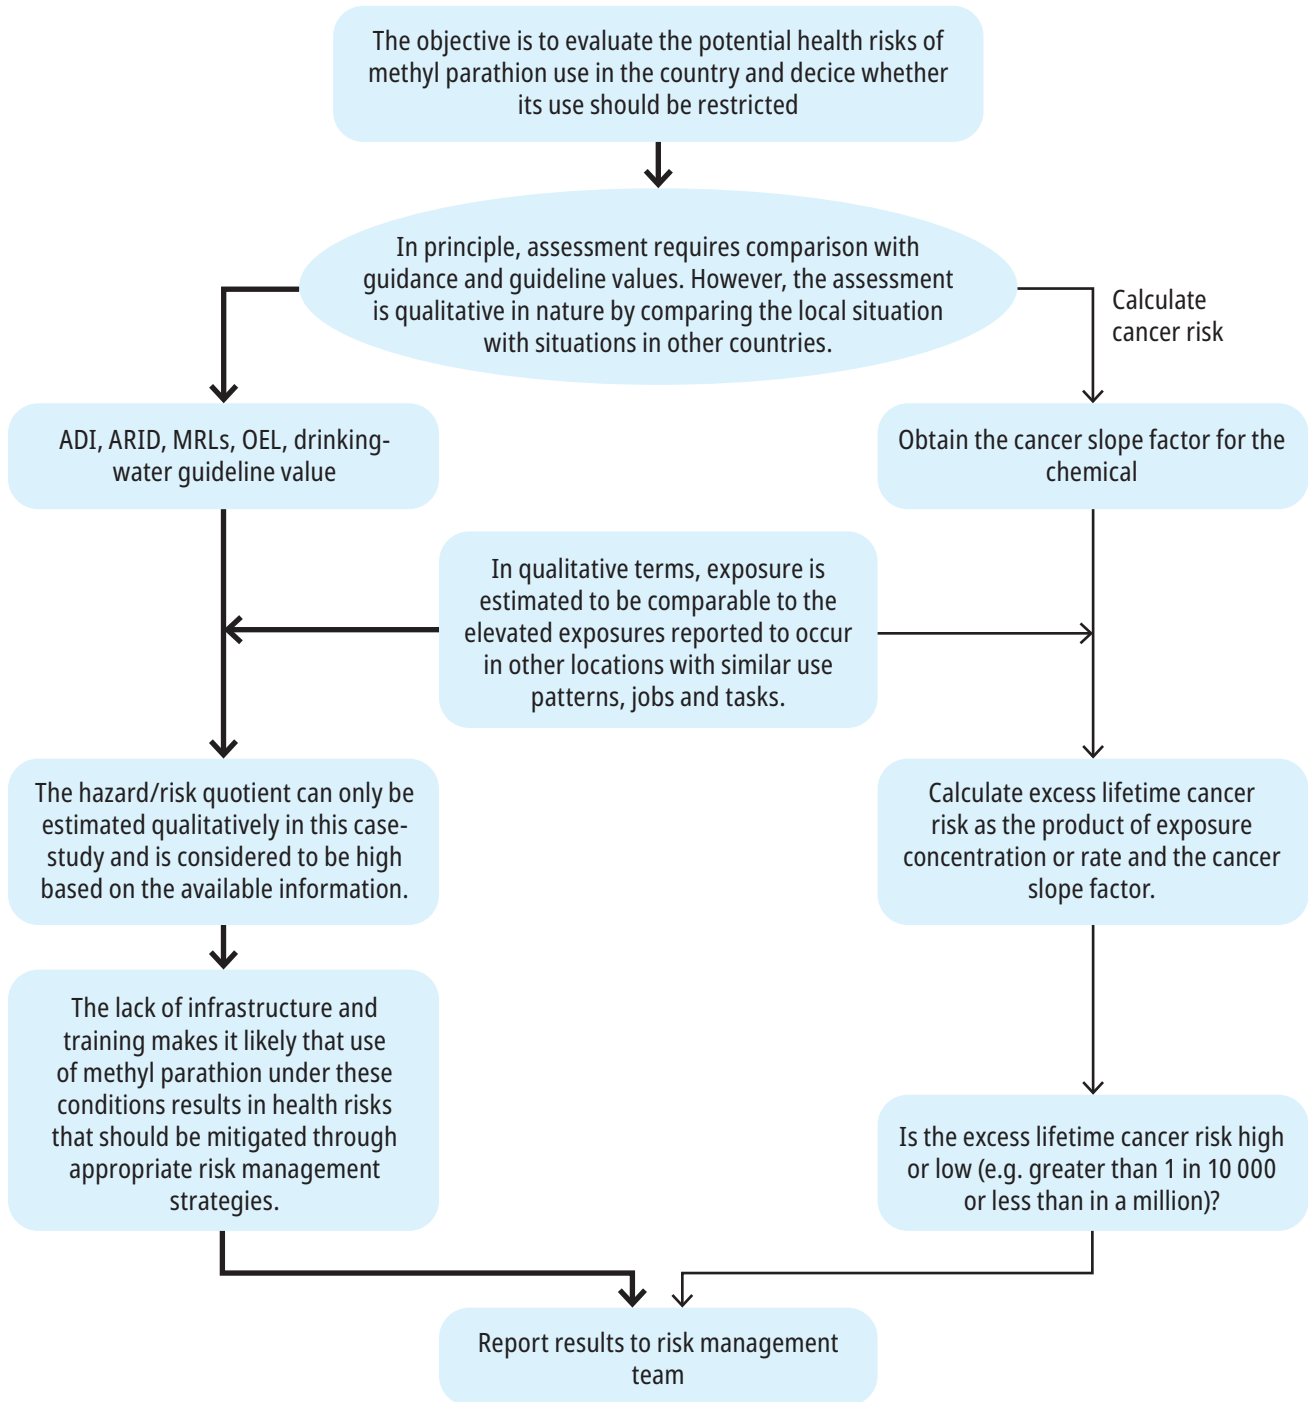 The objective is to evaluate the potential health risks of
methyl parathion use in the country and decice whether
its use should be restricted
In principle, assessment requires comparison with
guidance and guideline values. However, the assessment
is qualitative in nature by comparing the local situation
with situations in other countries.
Calculate
cancer risk
ADI, ARID, MRLs, OEL, drinking-
water guideline value
Obtain the cancer slope factor for the
chemical
In qualitative terms, exposure is
estimated to be comparable to the
elevated exposures reported to occur
in other locations with similar use
patterns, jobs and tasks.
The hazard/risk quotient can only be
estimated qualitatively in this case-
study and is considered to be high
based on the available information.
Calculate excess lifetime cancer
risk as the product of exposure
concentration or rate and the cancer
slope factor.
The lack of infrastructure and
training makes it likely that use
of methyl parathion under these
conditions results in health risks
that should be mitigated through
appropriate risk management
strategies.
Is the excess lifetime cancer risk high
or low (e.g. greater than 1 in 10 000
or less than in a million)?
Report results to risk management
team